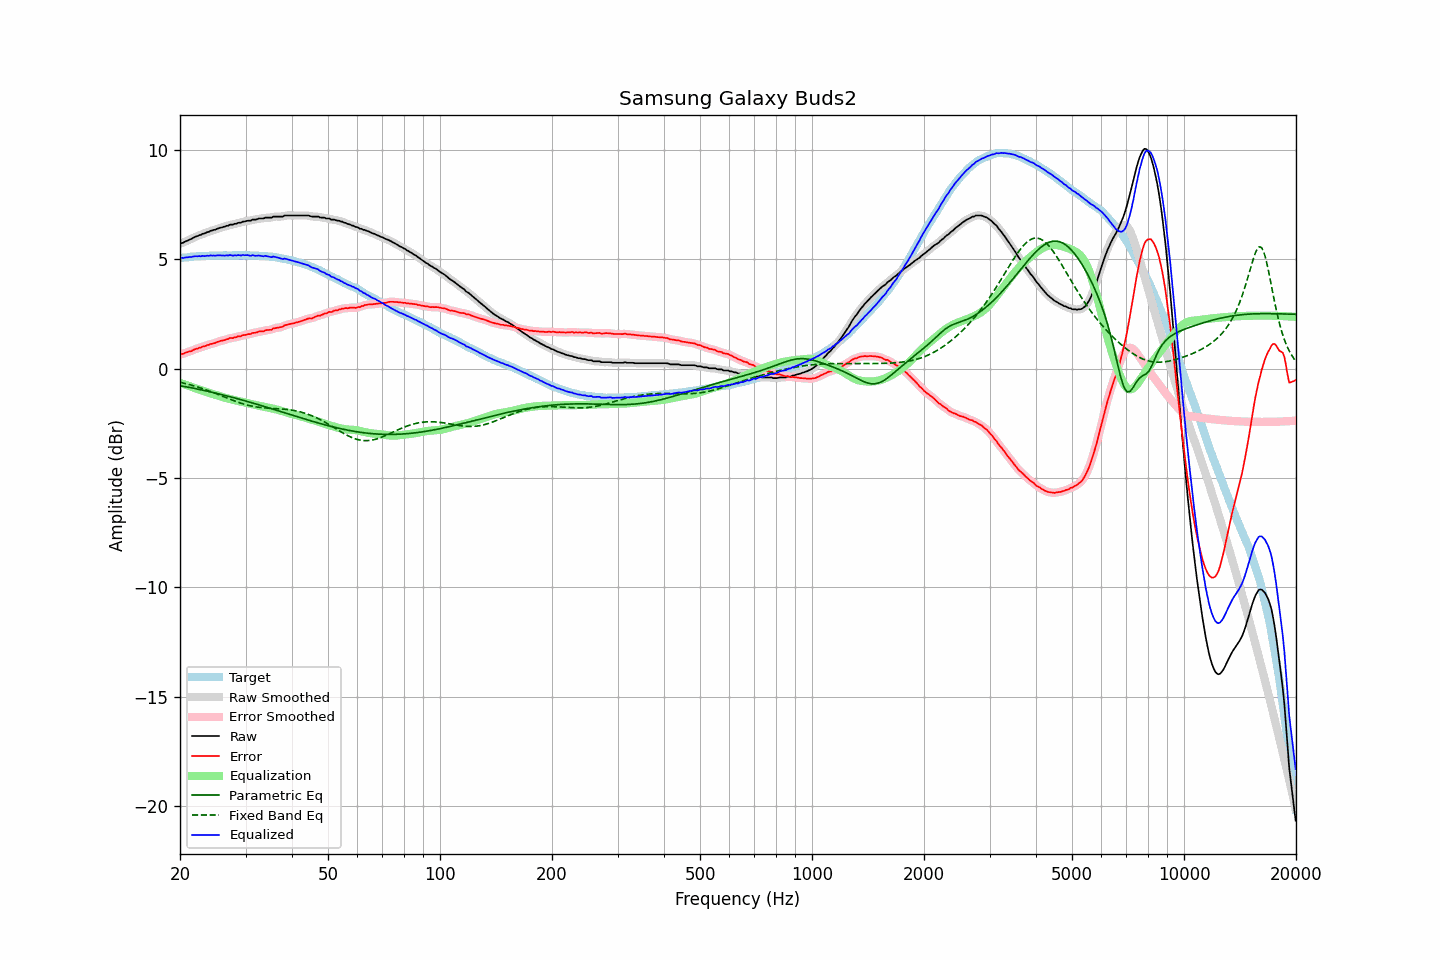 Samsung Galaxy Buds2
Amplitude (dBr)
10
5
0
−5
−10
−15
−20
Target
Raw Smoothed
Error Smoothed
Raw
Error
Equalization
Parametric Eq
Fixed Band Eq
Equalized
20 50 100 200 500 1000 2000 5000 10000 20000
Frequency (Hz)